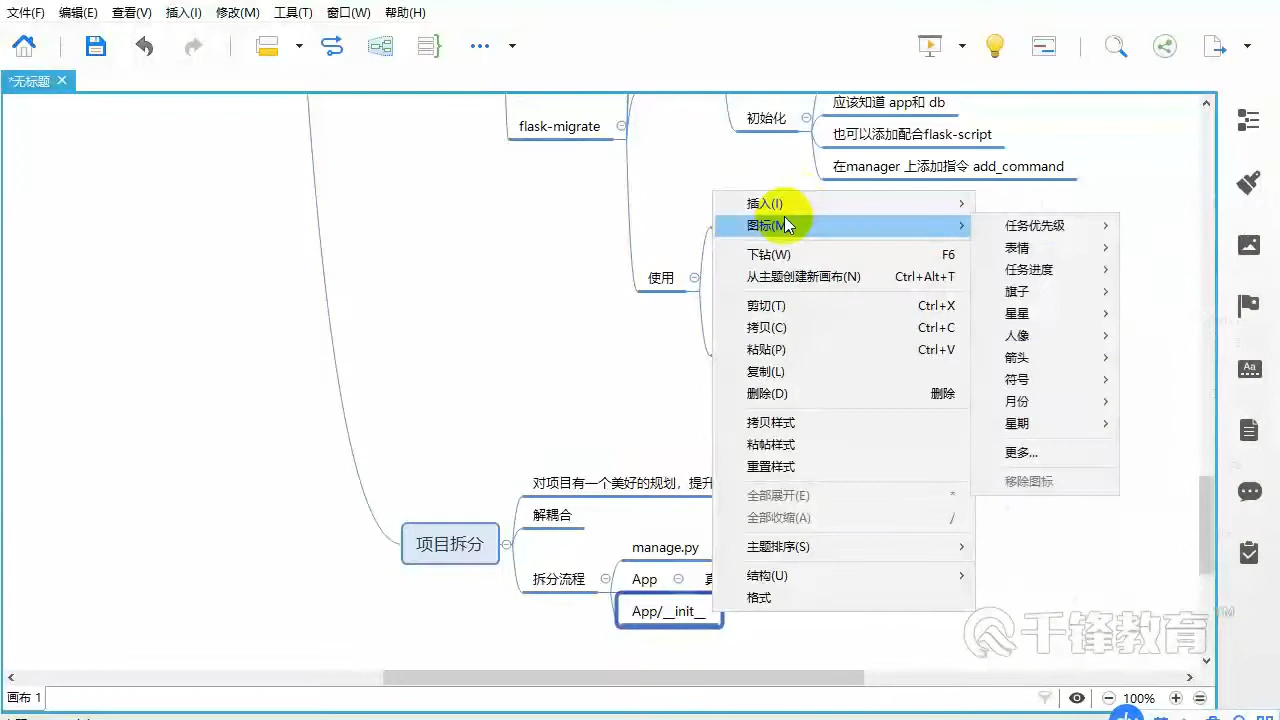 文件(F) 编辑(E) 查看(V) 插入(I) 修改(M) 工具(T) 窗口(W) 帮助(H)
*无标题
应该知道 app和 db
初始化
flask-migrate
也可以添加配合flask-script
在manager 上添加指令 add_command
使用
插入(I)
图标(M)
下钻(W) F6
从主题创建新画布(N) Ctrl+Alt+T
剪切(T) Ctrl+X
拷贝(C) Ctrl+C
粘贴(P) Ctrl+V
复制(L)
删除(D) 删除
拷贝样式
粘帖样式
重置样式
全部展开(E) *
全部收缩(A) /
主题排序(S)
结构(U)
格式
任务优先级
表情
任务进度
旗子
星星
人像
箭头
符号
月份
星期
更多...
移除图标
对项目有一个美好的规划，提升
解耦合
项目拆分
manage.py
拆分流程
App
App/__init__
千锋教育 TM
画布 1
100%